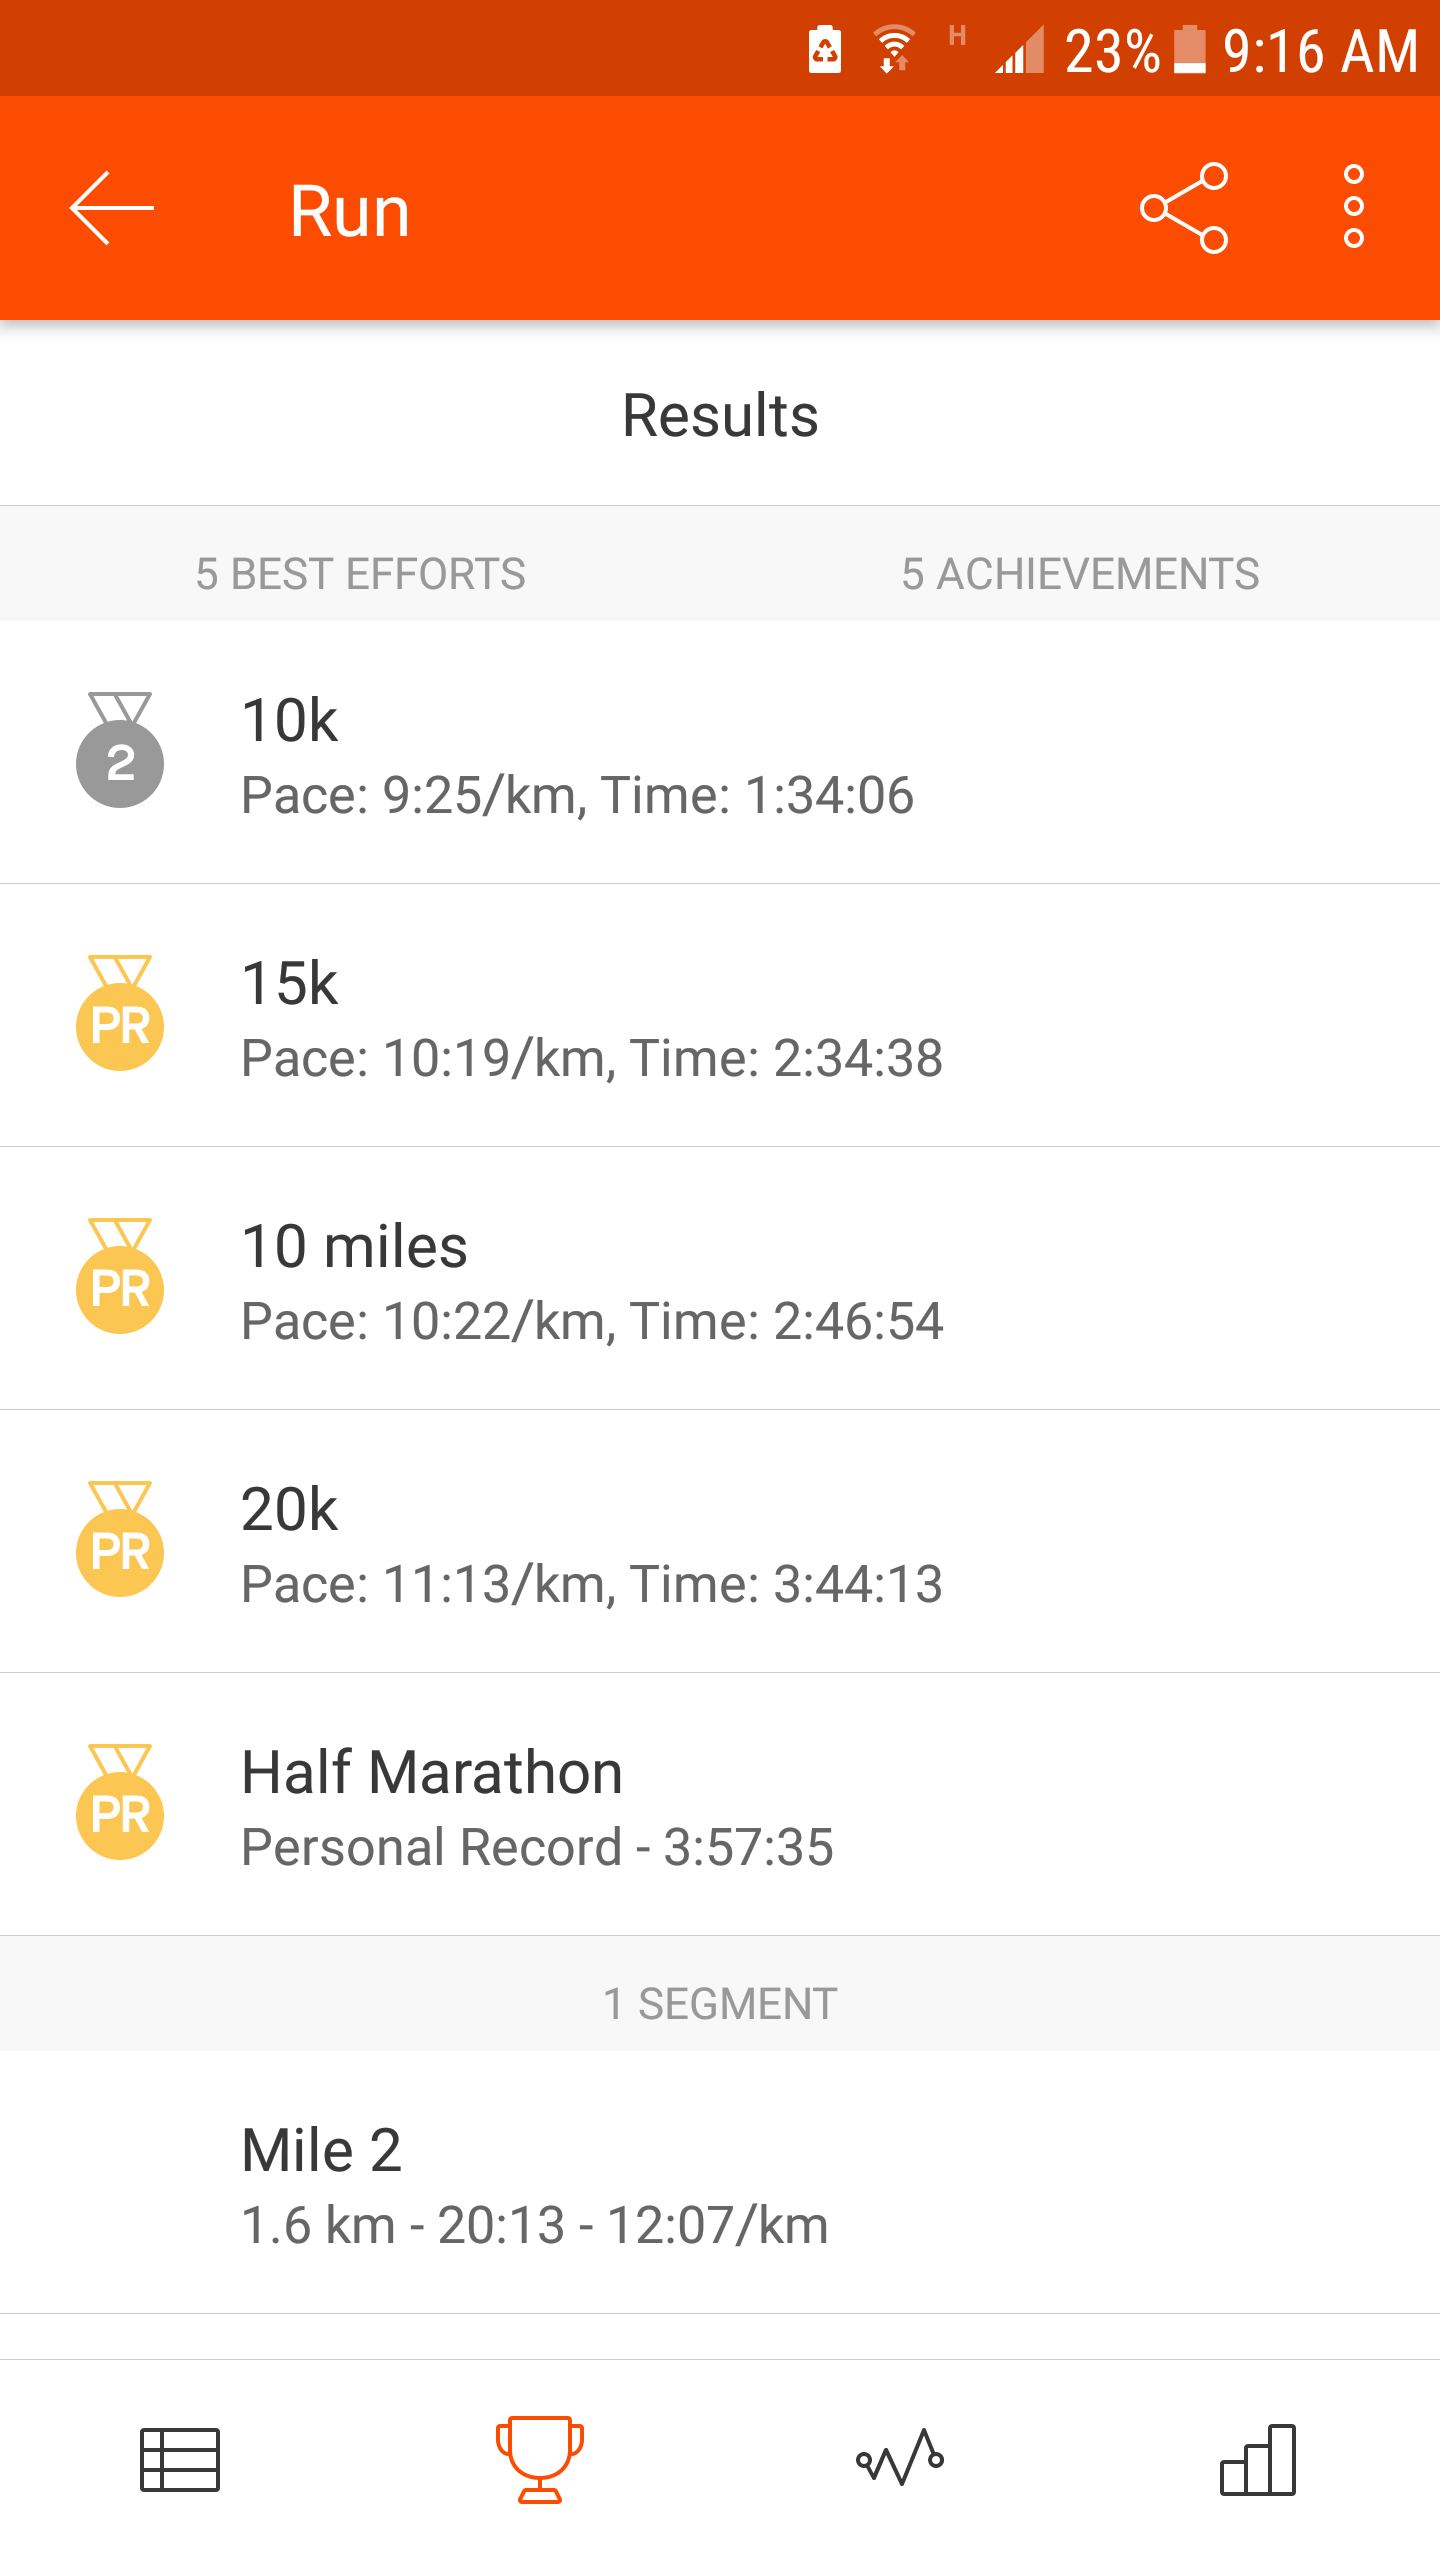 H 23% 9:16 AM
Run
Results
5 BEST EFFORTS 5 ACHIEVEMENTS
2
10k
Pace: 9:25/km, Time: 1:34:06
PR
15k
Pace: 10:19/km, Time: 2:34:38
PR
10 miles
Pace: 10:22/km, Time: 2:46:54
PR
20k
Pace: 11:13/km, Time: 3:44:13
PR
Half Marathon
Personal Record - 3:57:35
1 SEGMENT
Mile 2
1.6 km - 20:13 - 12:07/km